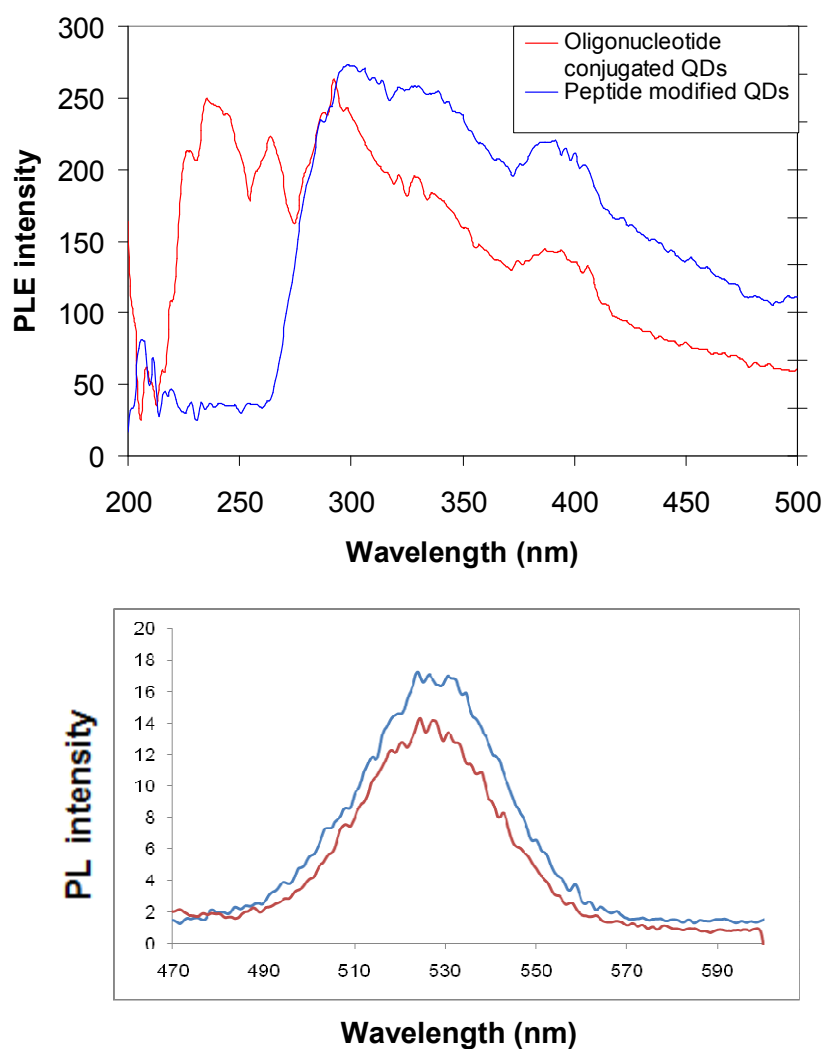 300
250
200
150
100
50
0
PLE intensity
Oligonucleotide
conjugated QDs
Peptide modified QDs
200 250 300 350 400 450 500
Wavelength (nm)
20
18
16
14
12
10
8
6
4
2
0
PL intensity
470 490 510 530 550 570 590
Wavelength (nm)